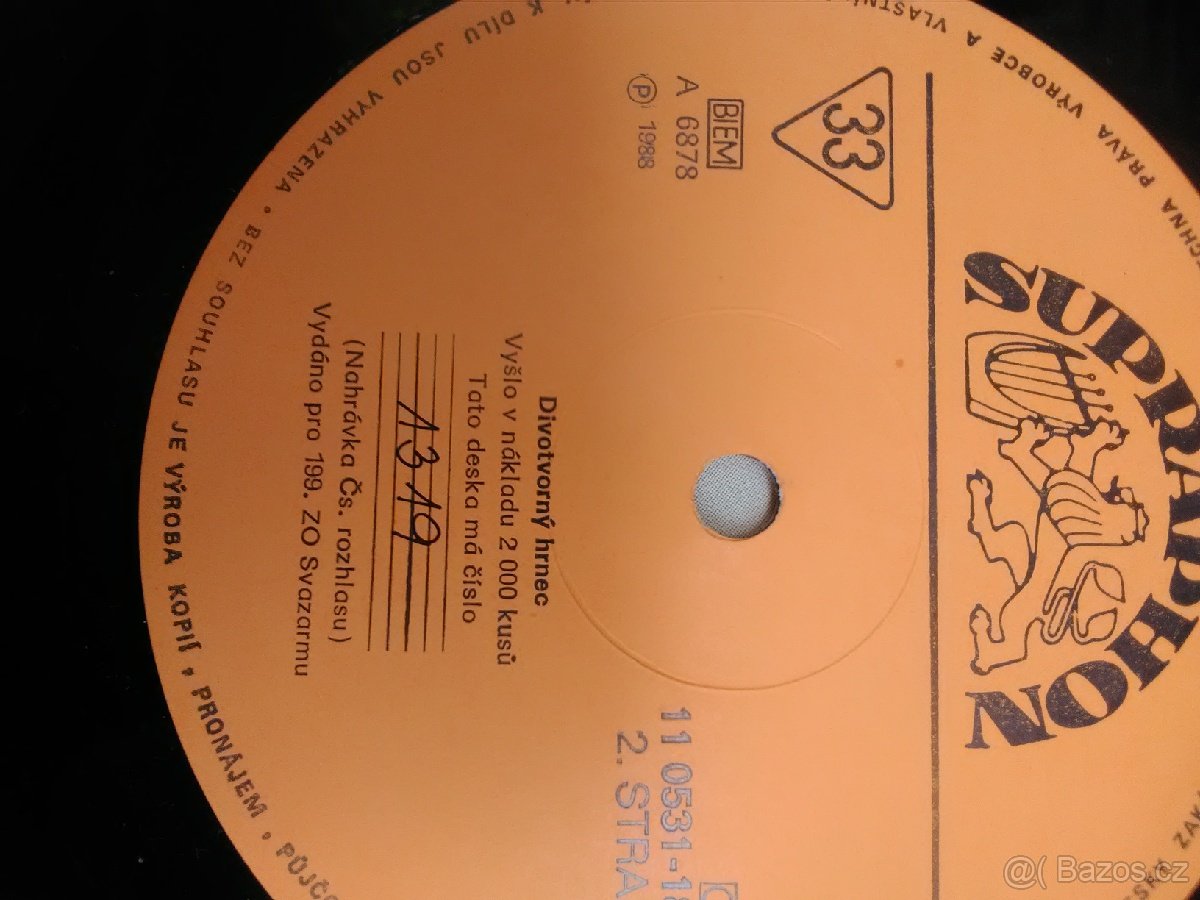 SUPRAPHON
33
BIEM
A 6878
Ⓟ 1988
11 0531-1
2. STRA
Divotvorný hrnec
Vyšlo v nákladu 2 000 kusů
Tato deska má číslo
1319
(Nahrávka Čs. rozhlasu)
Vydáno pro 199. ZO Svazarmu
PRÁVA VÝROBCE A VLASTN
K DÍLU JSOU VYHRAZENA • BEZ SOUHLASU JE VÝROBA KOPIÍ, PRONÁJEM, PŮJČO
@( Bazos.cz